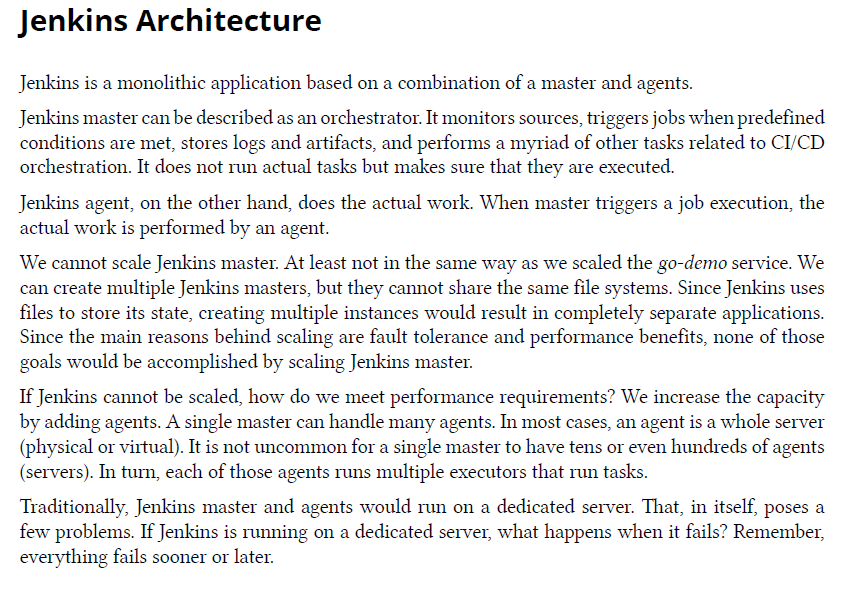 Jenkins Architecture
Jenkins is a monolithic application based on a combination of a master and agents.
Jenkins master can be described as an orchestrator. It monitors sources, triggers jobs when predefined
conditions are met, stores logs and artifacts, and performs a myriad of other tasks related to CI/CD
orchestration. It does not run actual tasks but makes sure that they are executed.
Jenkins agent, on the other hand, does the actual work. When master triggers a job execution, the
actual work is performed by an agent.
We cannot scale Jenkins master. At least not in the same way as we scaled the go-demo service. We
can create multiple Jenkins masters, but they cannot share the same file systems. Since Jenkins uses
files to store its state, creating multiple instances would result in completely separate applications.
Since the main reasons behind scaling are fault tolerance and performance benefits, none of those
goals would be accomplished by scaling Jenkins master.
If Jenkins cannot be scaled, how do we meet performance requirements? We increase the capacity
by adding agents. A single master can handle many agents. In most cases, an agent is a whole server
(physical or virtual). It is not uncommon for a single master to have tens or even hundreds of agents
(servers). In turn, each of those agents runs multiple executors that run tasks.
Traditionally, Jenkins master and agents would run on a dedicated server. That, in itself, poses a
few problems. If Jenkins is running on a dedicated server, what happens when it fails? Remember,
everything fails sooner or later.